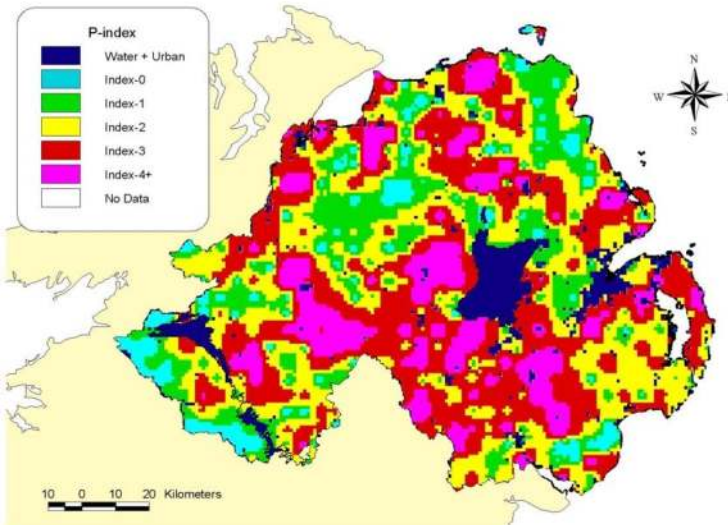 P-index
Water + Urban
Index-0
Index-1
Index-2
Index-3
Index-4+
No Data
N
W
S
10 0 10 20 Kilometers